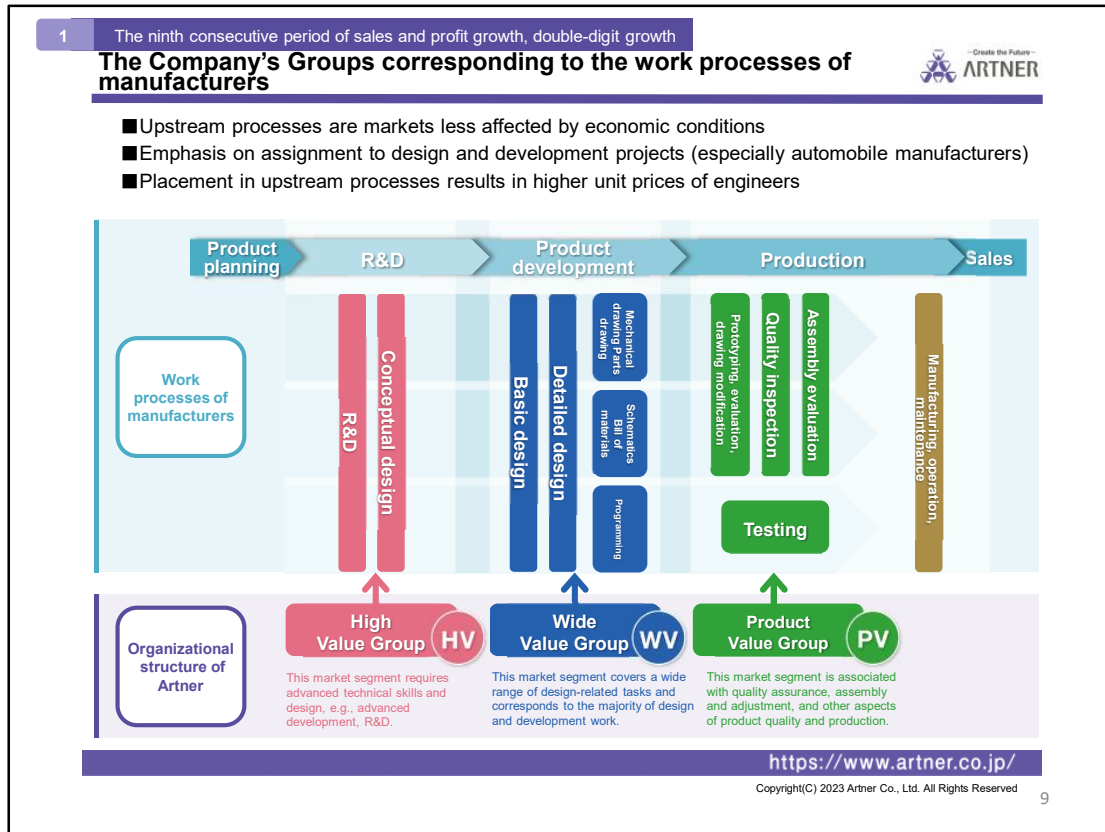 1
The ninth consecutive period of sales and profit growth, double-digit growth
The Company's Groups corresponding to the work processes of
manufacturers
—Create the Future—
ARTNER
■Upstream processes are markets less affected by economic conditions
■Emphasis on assignment to design and development projects (especially automobile manufacturers)
■Placement in upstream processes results in higher unit prices of engineers
Product
planning
R&D
Product
development
Production
Sales
Work
processes of
manufacturers
R&D
Conceptual design
Basic design
Detailed design
Mechanical
drawing Parts
drawing
Schematics
Bill of
materials
Programming
Prototyping, evaluation,
drawing modification
Quality inspection
Assembly evaluation
Testing
Manufacturing, operation,
maintenance
Organizational
structure of
Artner
High
Value Group
HV
This market segment requires
advanced technical skills and
design, e.g., advanced
development, R&D.
Wide
Value Group
WV
This market segment covers a wide
range of design-related tasks and
corresponds to the majority of design
and development work.
Product
Value Group
PV
This market segment is associated
with quality assurance, assembly
and adjustment, and other aspects
of product quality and production.
https://www.artner.co.jp/
Copyright(C) 2023 Artner Co., Ltd. All Rights Reserved
9